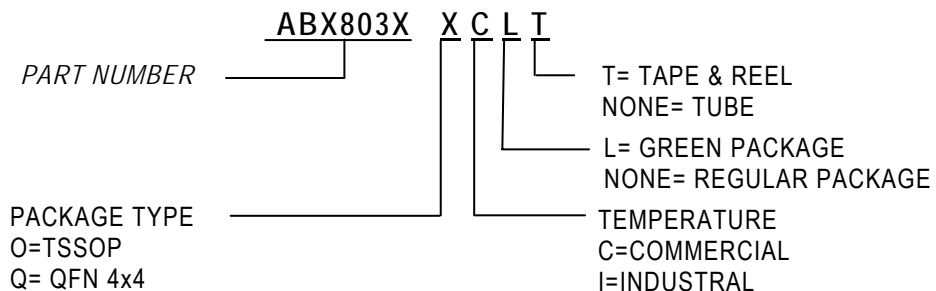 ABX803X X C L T
PART NUMBER
T= TAPE & REEL
NONE= TUBE
L= GREEN PACKAGE
NONE= REGULAR PACKAGE
PACKAGE TYPE
O=TSSOP
Q= QFN 4x4
TEMPERATURE
C=COMMERCIAL
I=INDUSTRAL